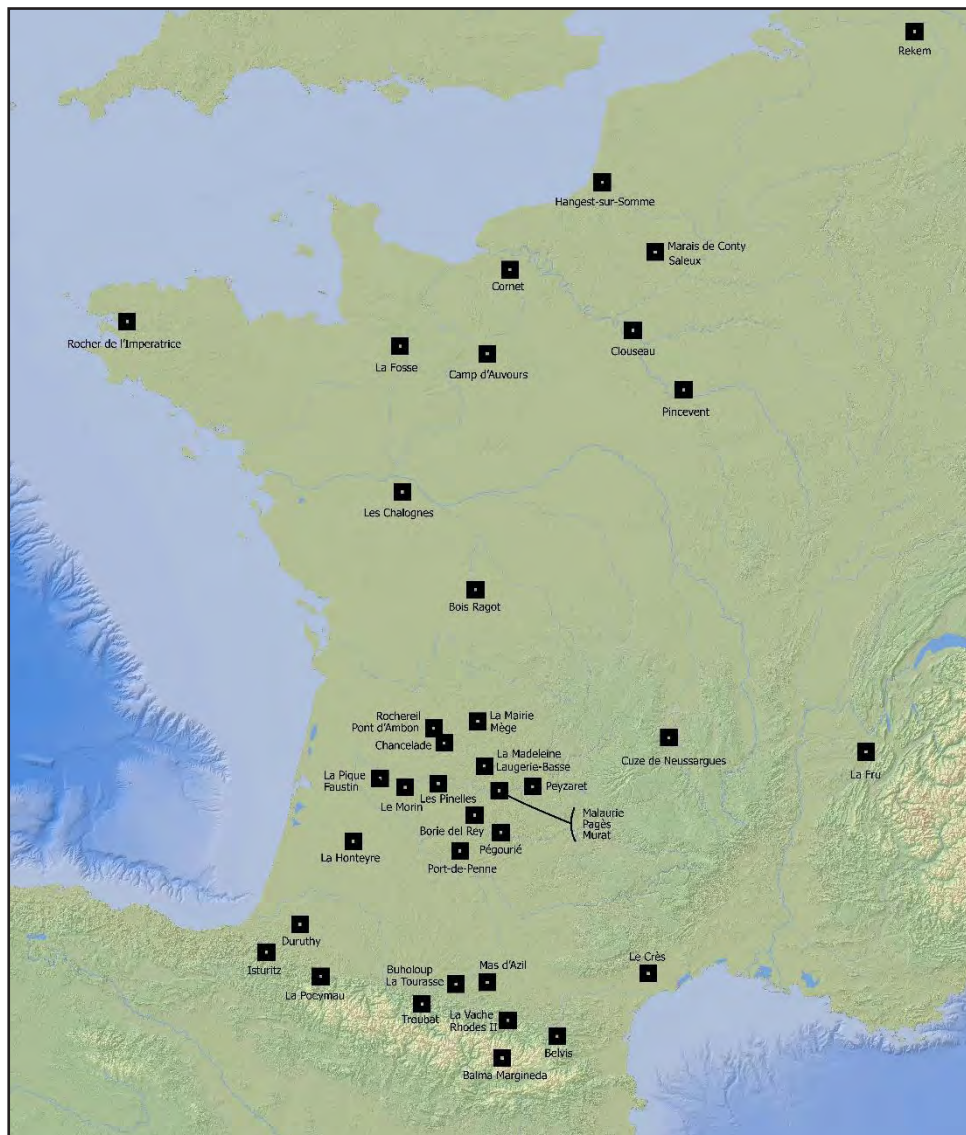 Rekem
Hangest-sur-Somme
Marais de Conty
Saleux
Cornet
Rocher de l'Imperatrice
La Fosse
Camp d'Auvours
Clouseau
Pincevent
Les Chalognes
Bois Ragot
Rochereil
Pont d'Ambon
La Mairie
Mège
Chancelade
La Madeleine
Laugerie-Basse
Cuze de Neussargues
La Fru
La Pique
Faustin
Le Morin
Les Pinelles
Peyzaret
Malaurie
Pagès
Murat
Borie del Rey
Pégourié
La Honteyre
Port-de-Penne
Duruthy
Isturitz
La Poeymau
Buholoup
La Tourasse
Mas d'Azil
Le Crès
Troubat
La Vache
Rhodes II
Belvis
Balma Margineda